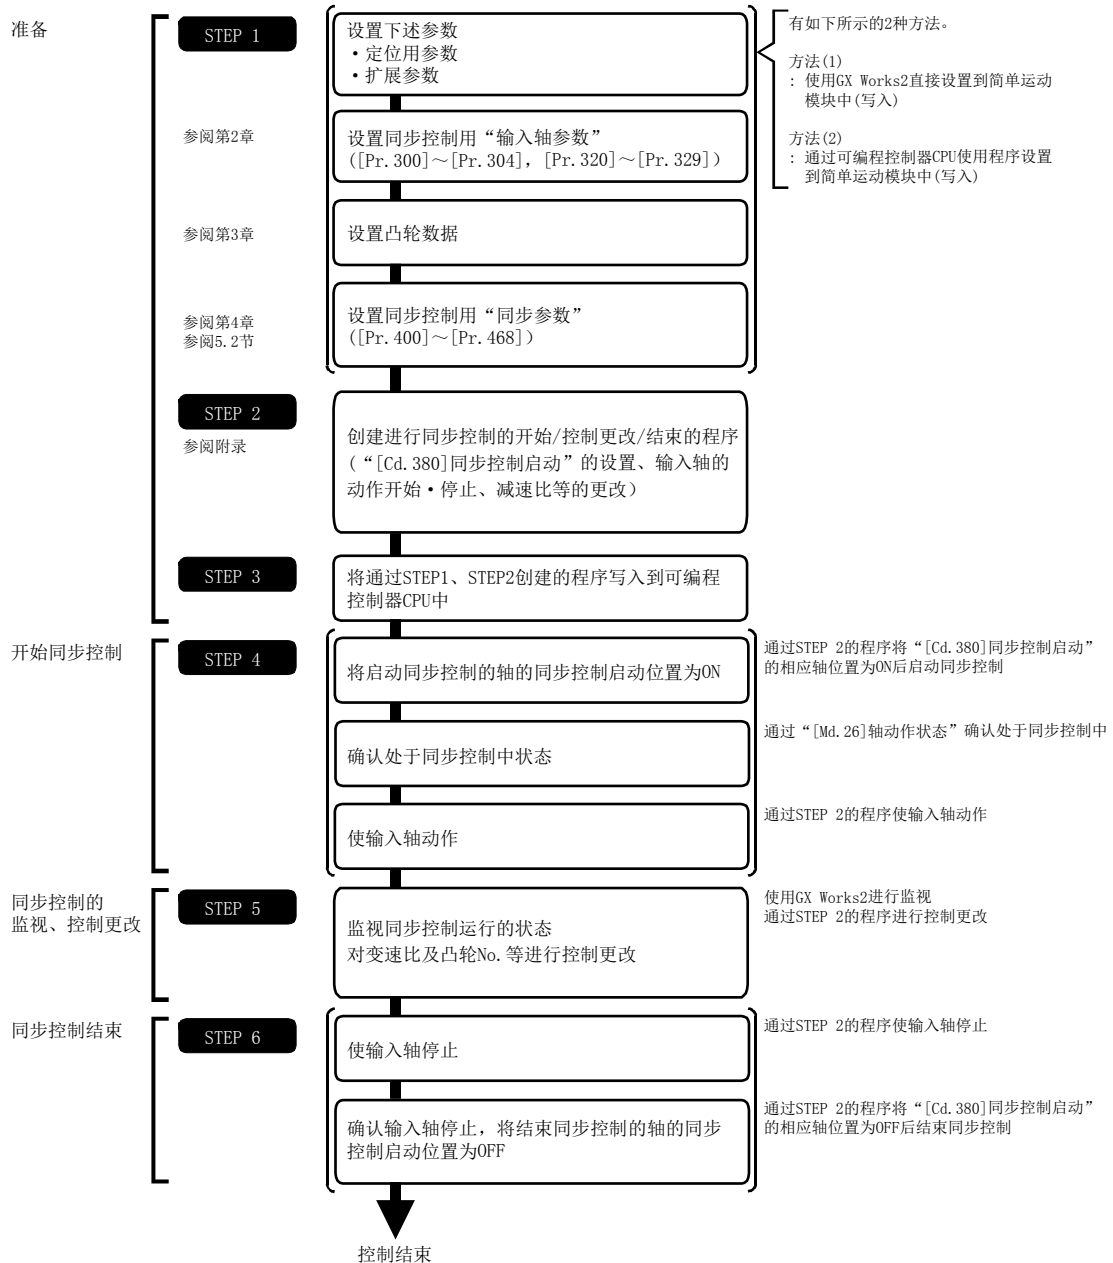 准备
STEP 1
设置下述参数
•定位用参数
•扩展参数
有如下所示的2种方法。
方法(1)
: 使用GX Works2直接设置到简单运动
模块中(写入)
方法(2)
: 通过可编程控制器CPU使用程序设置
到简单运动模块中(写入)
参阅第2章
设置同步控制用“输入轴参数”
([Pr.300]～[Pr.304], [Pr.320]～[Pr.329])
参阅第3章
设置凸轮数据
参阅第4章
参阅5.2节
设置同步控制用“同步参数”
([Pr.400]～[Pr.468])
STEP 2
参阅附录
创建进行同步控制的开始/控制更改/结束的程序
(“[Cd.380]同步控制启动”的设置、输入轴的
动作开始•停止、减速比等的更改)
STEP 3
将通过STEP1、STEP2创建的程序写入到可编程
控制器CPU中
开始同步控制
STEP 4
将启动同步控制的轴的同步控制启动位置为ON
通过STEP 2的程序将“[Cd.380]同步控制启动”
的相应轴位置为ON后启动同步控制
确认处于同步控制中状态
通过“[Md.26]轴动作状态”确认处于同步控制中
使输入轴动作
通过STEP 2的程序使输入轴动作
同步控制的
监视、控制更改
STEP 5
监视同步控制运行的状态
对变速比及凸轮No.等进行控制更改
使用GX Works2进行监视
通过STEP 2的程序进行控制更改
同步控制结束
STEP 6
使输入轴停止
通过STEP 2的程序使输入轴停止
确认输入轴停止，将结束同步控制的轴的同步
控制启动位置为OFF
通过STEP 2的程序将“[Cd.380]同步控制启动”
的相应轴位置为OFF后结束同步控制
控制结束